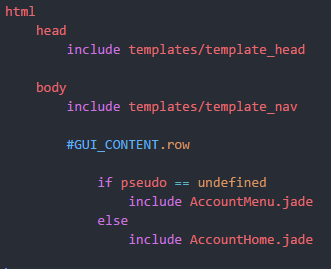 html
head
include templates/template_head
body
include templates/template_nav
#GUI_CONTENT.row
if pseudo == undefined
include AccountMenu.jade
else
include AccountHome.jade